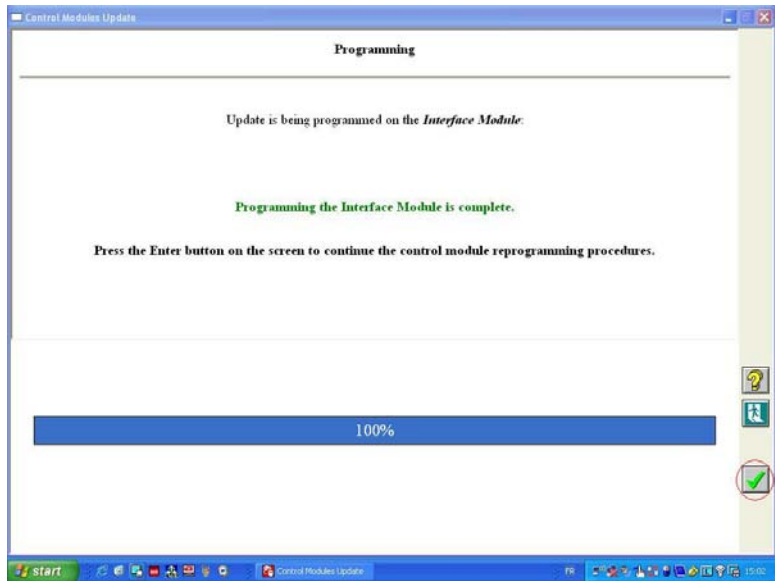 Control Modules Update
Programming
Update is being programmed on the Interface Module:
Programming the Interface Module is complete.
Press the Enter button on the screen to continue the control module reprogramming procedures.
100%
start
Control Modules Update
FR
15:02